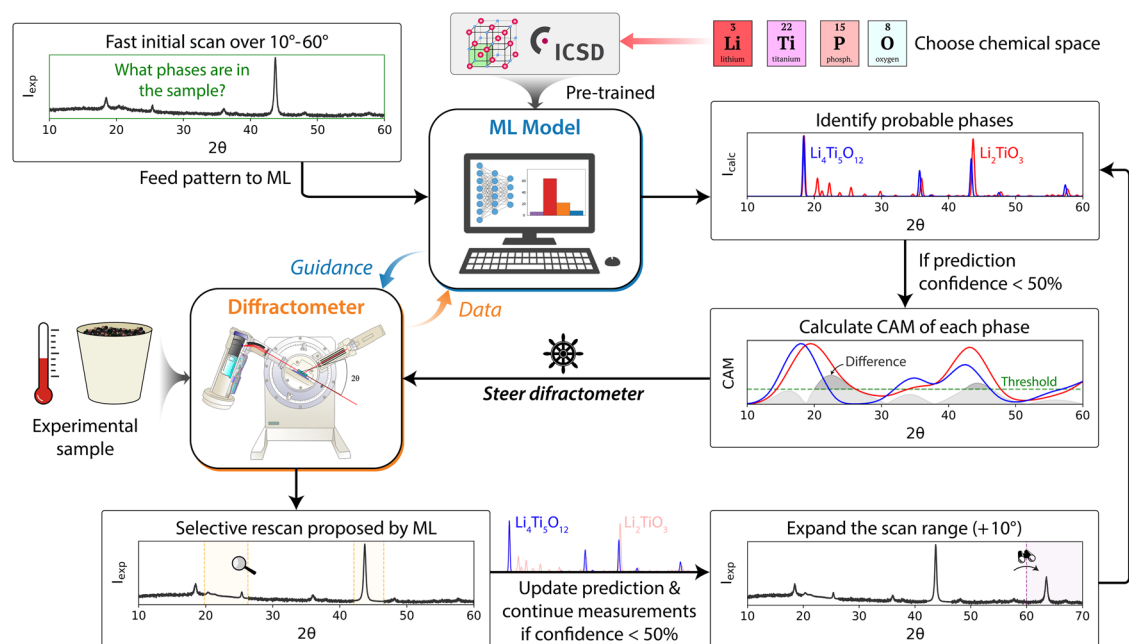 Fast initial scan over 10°-60°
What phases are in
the sample?
I_exp
10 20 30 40 50 60
2θ
Feed pattern to ML
ICSD
Pre-trained
3
Li
lithium
22
Ti
titanium
15
P
phosph.
8
O
oxygen
Choose chemical space
ML Model
60
40
20
0
Identify probable phases
Li₄Ti₅O₁₂
Li₂TiO₃
I_calc
10 20 30 40 50 60
2θ
If prediction
confidence < 50%
Guidance
Data
Diffractometer
2θ
Experimental
sample
Steer difractometer
Calculate CAM of each phase
CAM
Difference
Threshold
10 20 30 40 50 60
2θ
Selective rescan proposed by ML
I_exp
10 20 30 40 50 60
2θ
Li₄Ti₅O₁₂
Li₂TiO₃
Update prediction &
continue measurements
if confidence < 50%
Expand the scan range (+10°)
I_exp
10 20 30 40 50 60 70
2θ